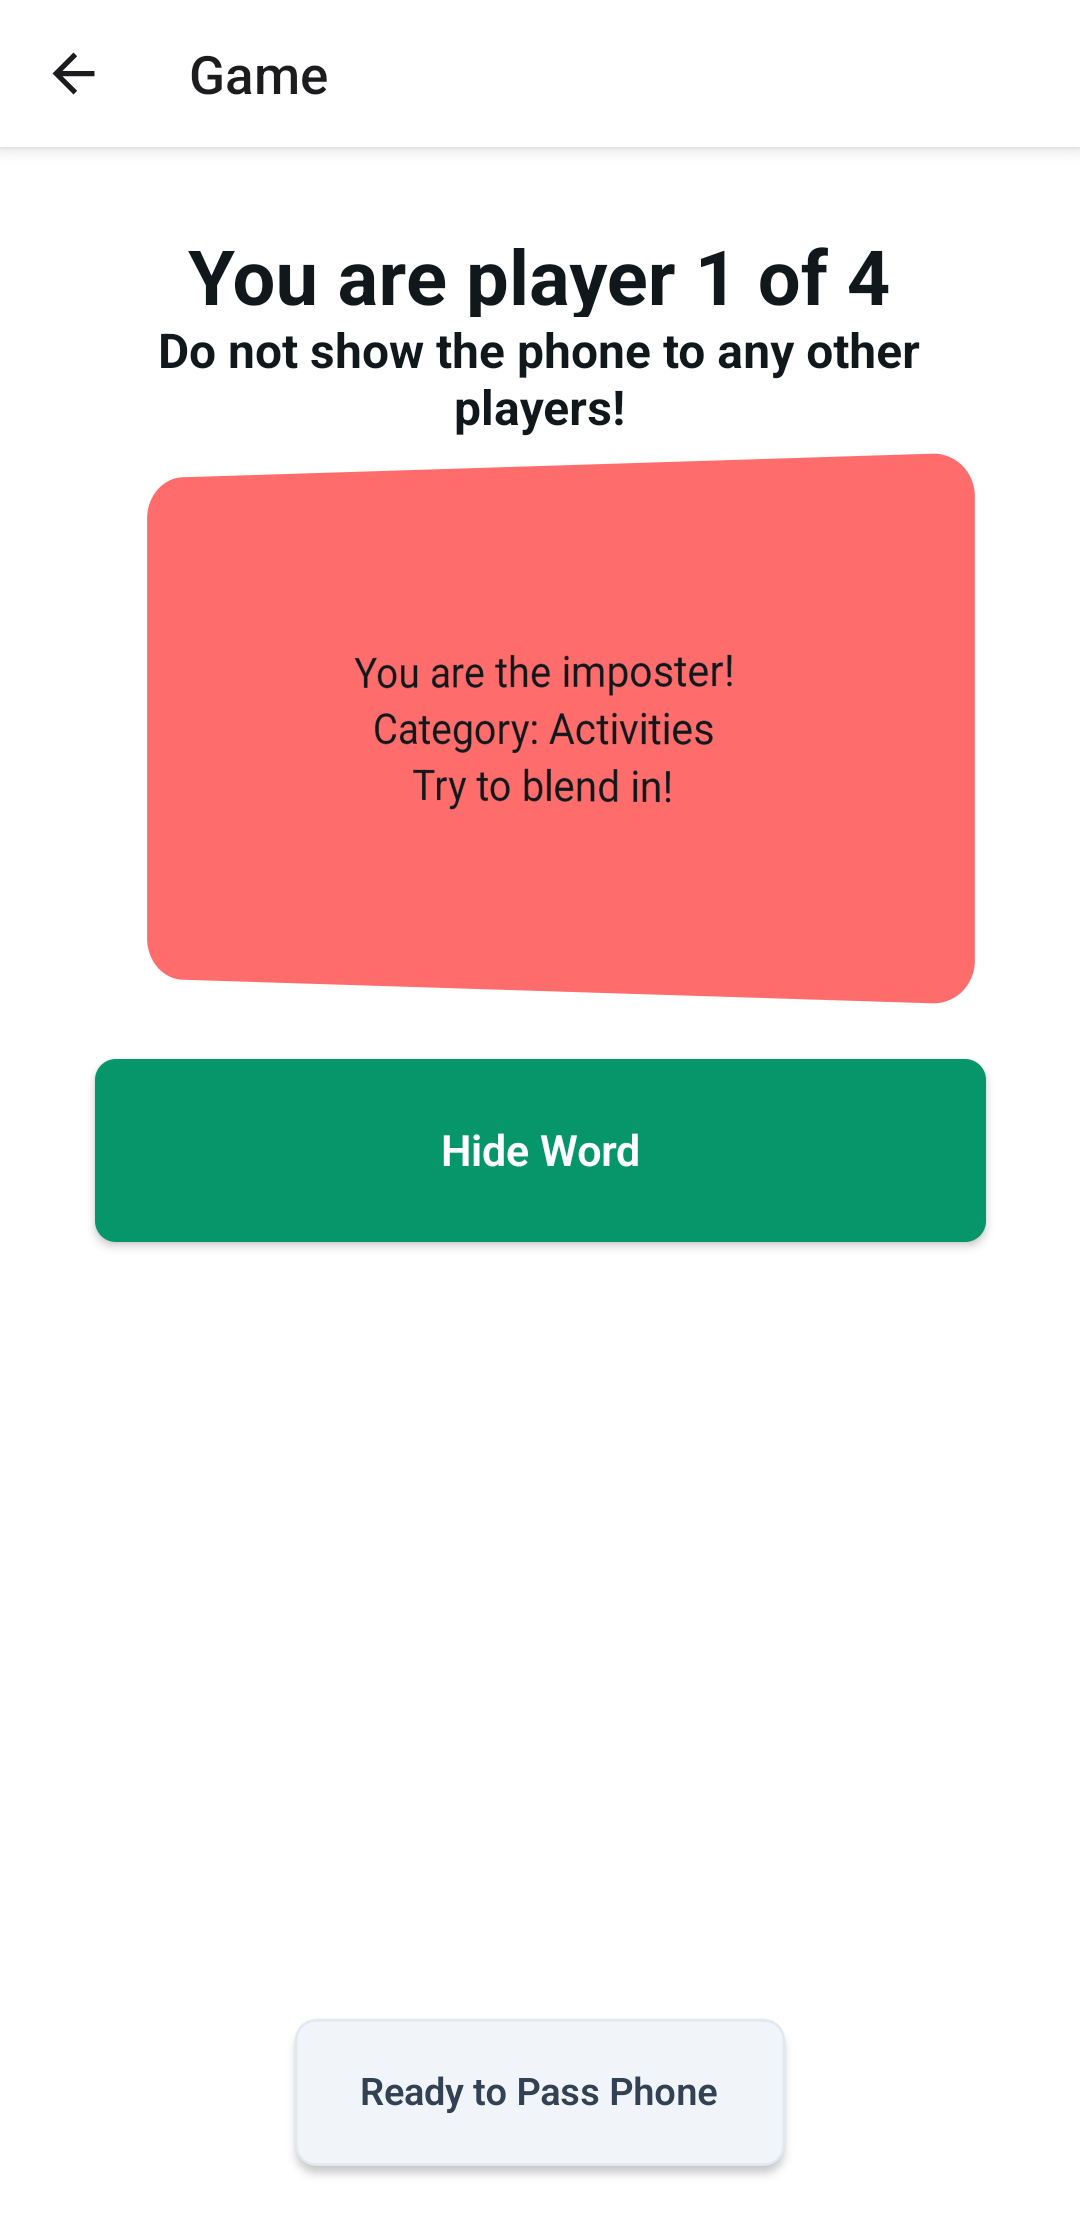 Game
You are player 1 of 4
Do not show the phone to any other
players!
You are the imposter!
Category: Activities
Try to blend in!
Hide Word
Ready to Pass Phone